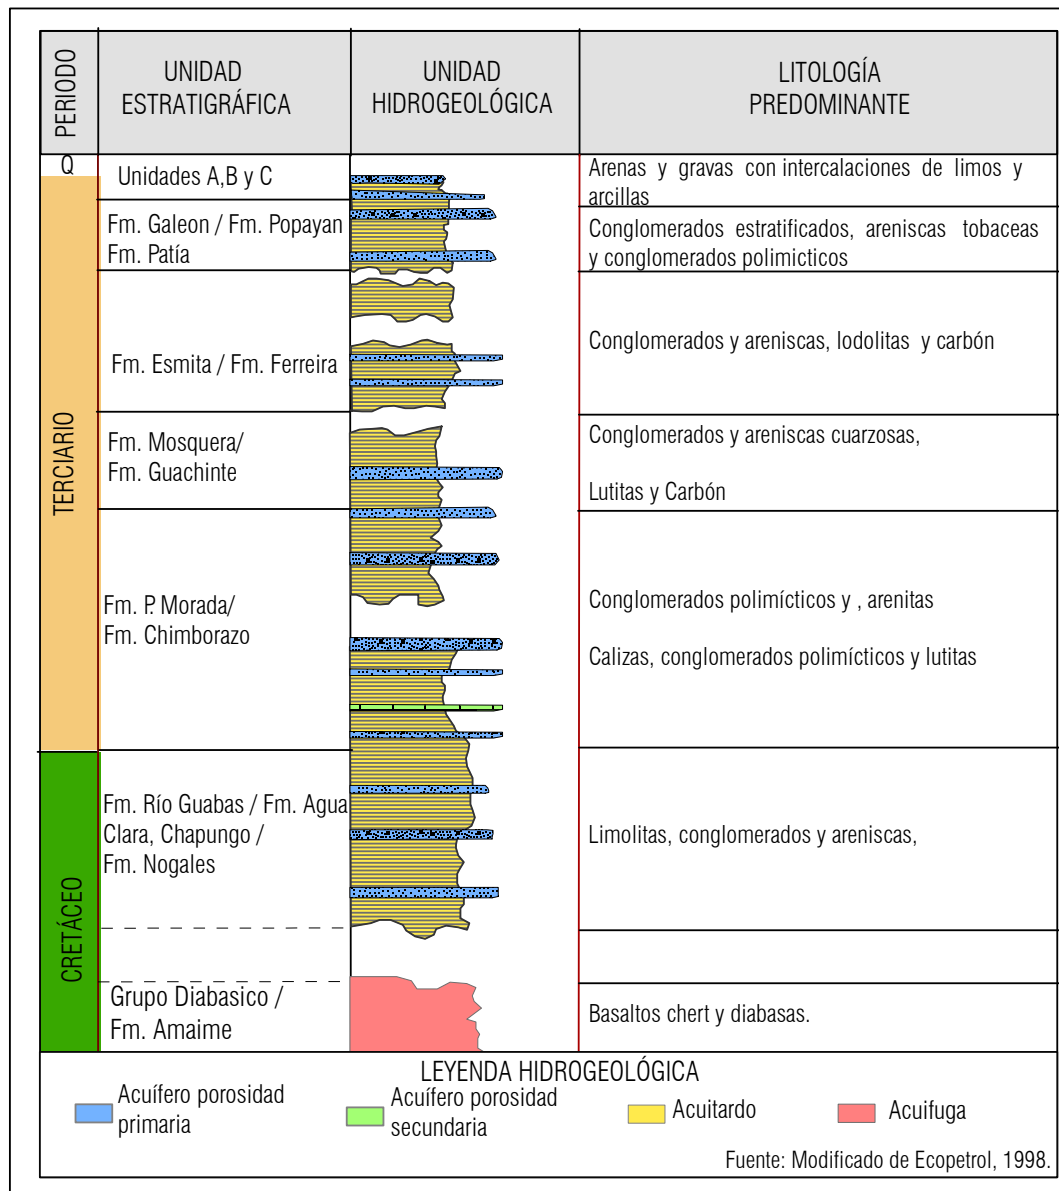 PERIODO
UNIDAD
ESTRATIGRÁFICA
UNIDAD
HIDROGEOLÓGICA
LITOLOGÍA
PREDOMINANTE
Q
Unidades A,B y C
Arenas y gravas con intercalaciones de limos y
arcillas
TERCIARIO
Fm. Galeon / Fm. Popayan
Fm. Patía
Conglomerados estratificados, areniscas tobaceas
y conglomerados polimicticos
Fm. Esmita / Fm. Ferreira
Conglomerados y areniscas, lodolitas y carbón
Fm. Mosquera/
Fm. Guachinte
Conglomerados y areniscas cuarzosas,
Lutitas y Carbón
Fm. P. Morada/
Fm. Chimborazo
Conglomerados polimícticos y , arenitas
Calizas, conglomerados polimícticos y lutitas
CRETÁCEO
Fm. Río Guabas / Fm. Agua
Clara, Chapungo /
Fm. Nogales
Limolitas, conglomerados y areniscas,
Grupo Diabasico /
Fm. Amaime
Basaltos chert y diabasas.
LEYENDA HIDROGEOLÓGICA
Acuífero porosidad
primaria
Acuífero porosidad
secundaria
Acuitardo
Acuifuga
Fuente: Modificado de Ecopetrol, 1998.